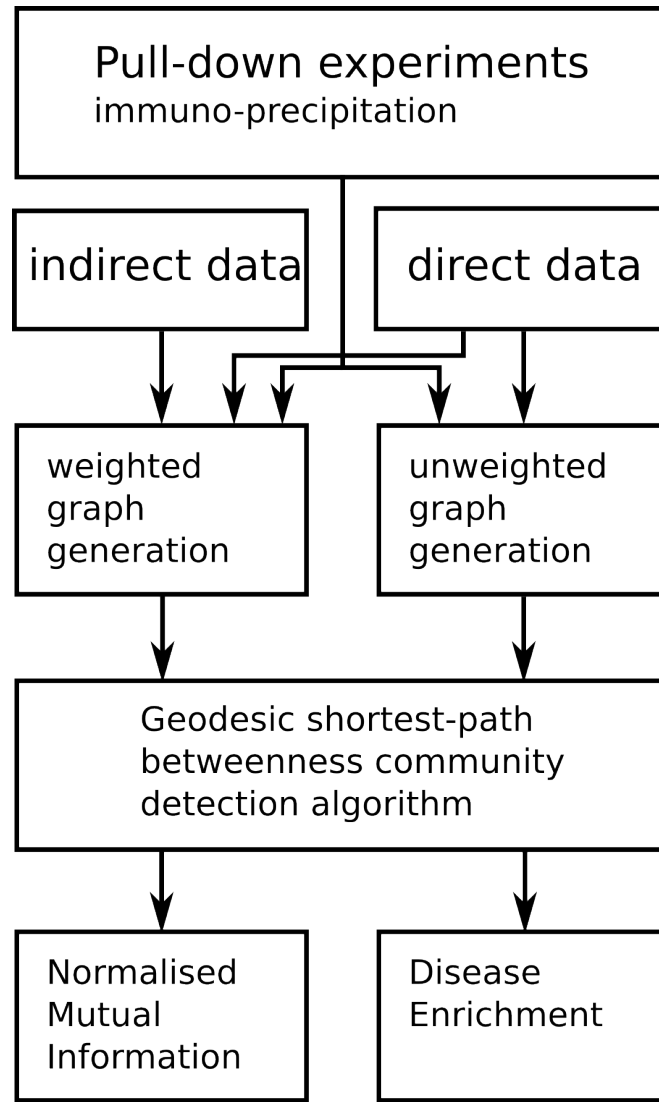 Pull-down experiments
immuno-precipitation
indirect data
direct data
weighted
graph
generation
unweighted
graph
generation
Geodesic shortest-path
betweenness community
detection algorithm
Normalised
Mutual
Information
Disease
Enrichment